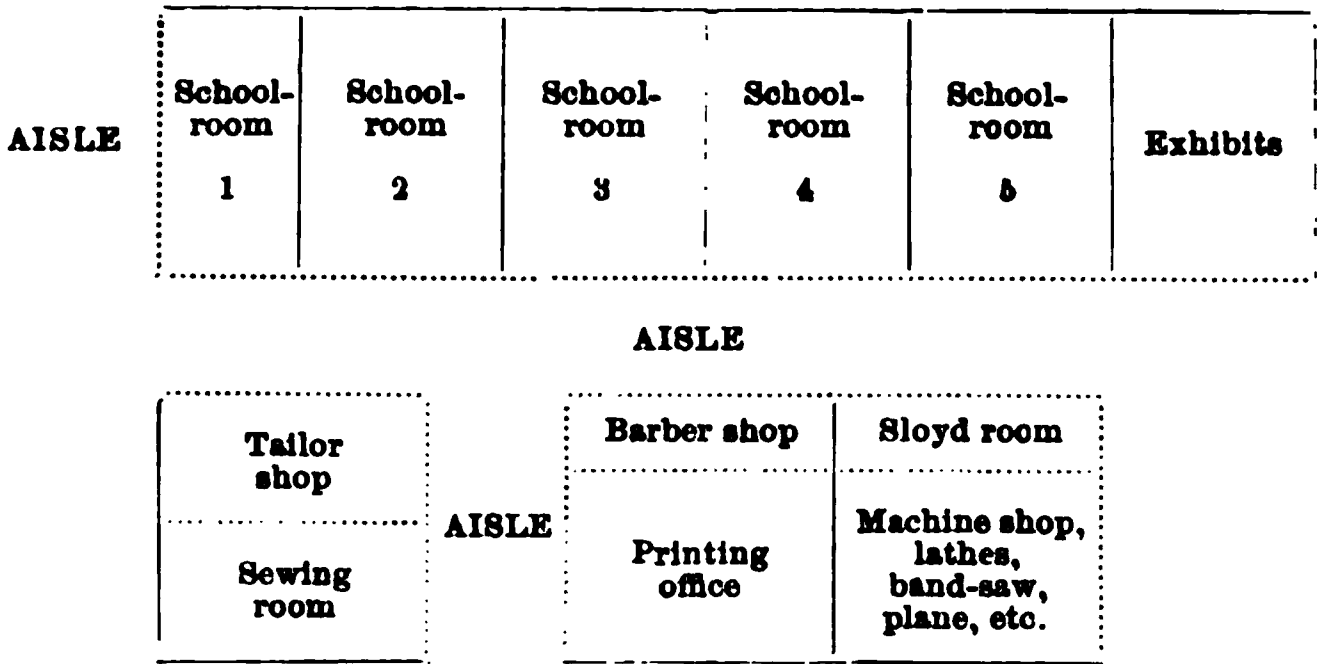 AISLE
School-
room
1
School-
room
2
School-
room
3
School-
room
4
School-
room
5
Exhibits
AISLE
Tailor
shop
Sewing
room
AISLE
Barber shop
Printing
office
Sloyd room
Machine shop,
lathes,
band-saw,
plane, etc.